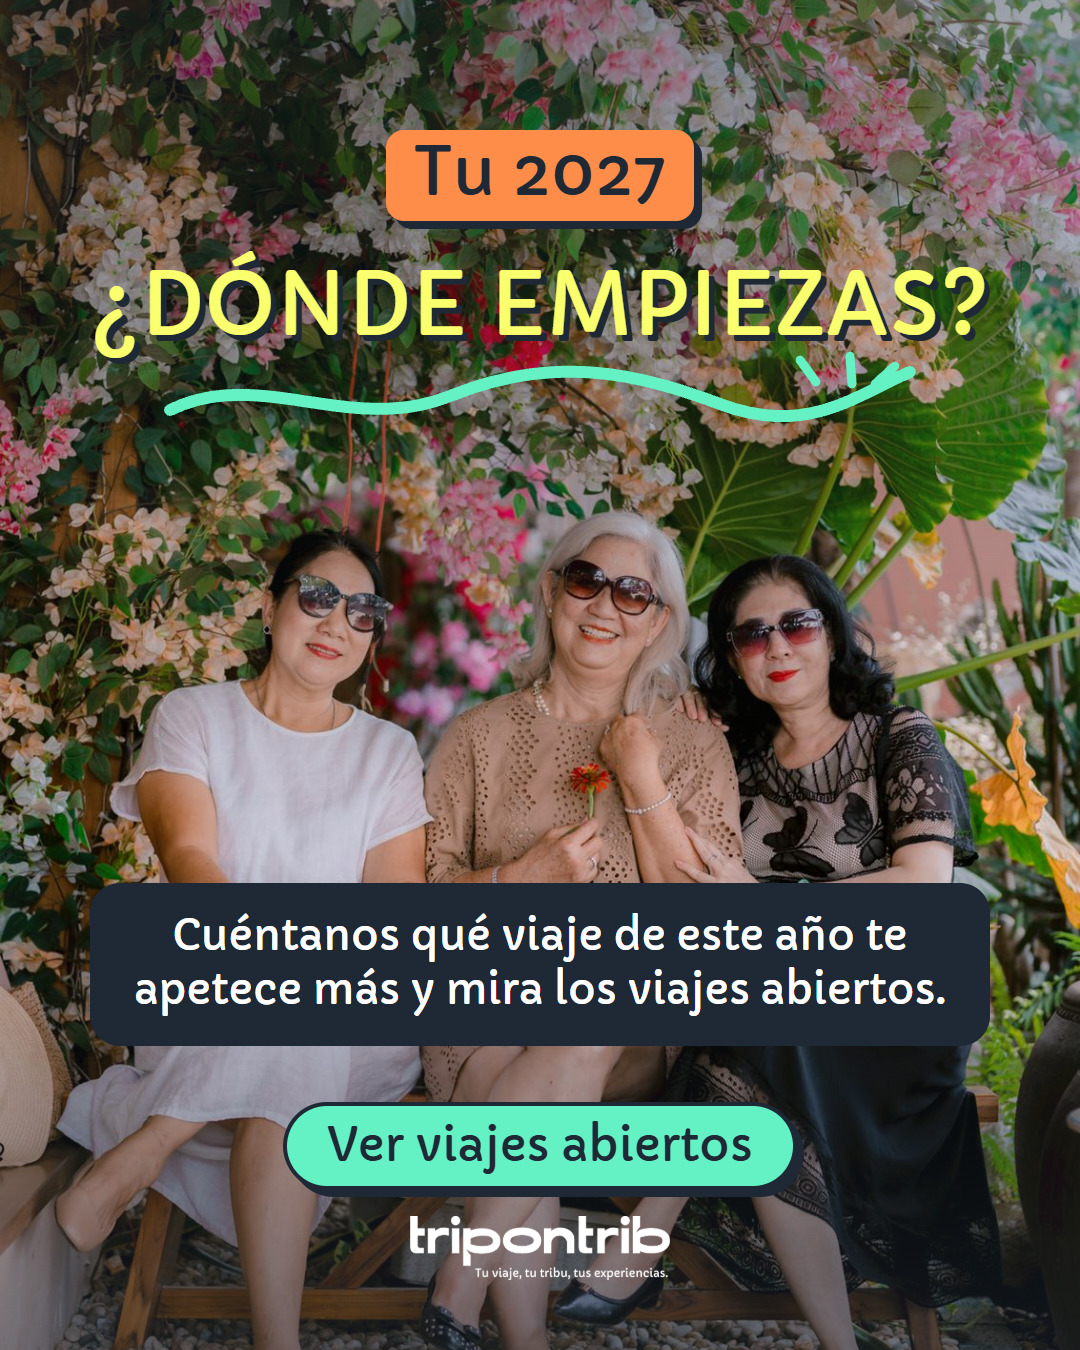 Tu 2027
¿DÓNDE EMPIEZAS?
Cuéntanos qué viaje de este año te
apetece más y mira los viajes abiertos.
Ver viajes abiertos
tripontrib
Tu viaje, tu tribu, tus experiencias.